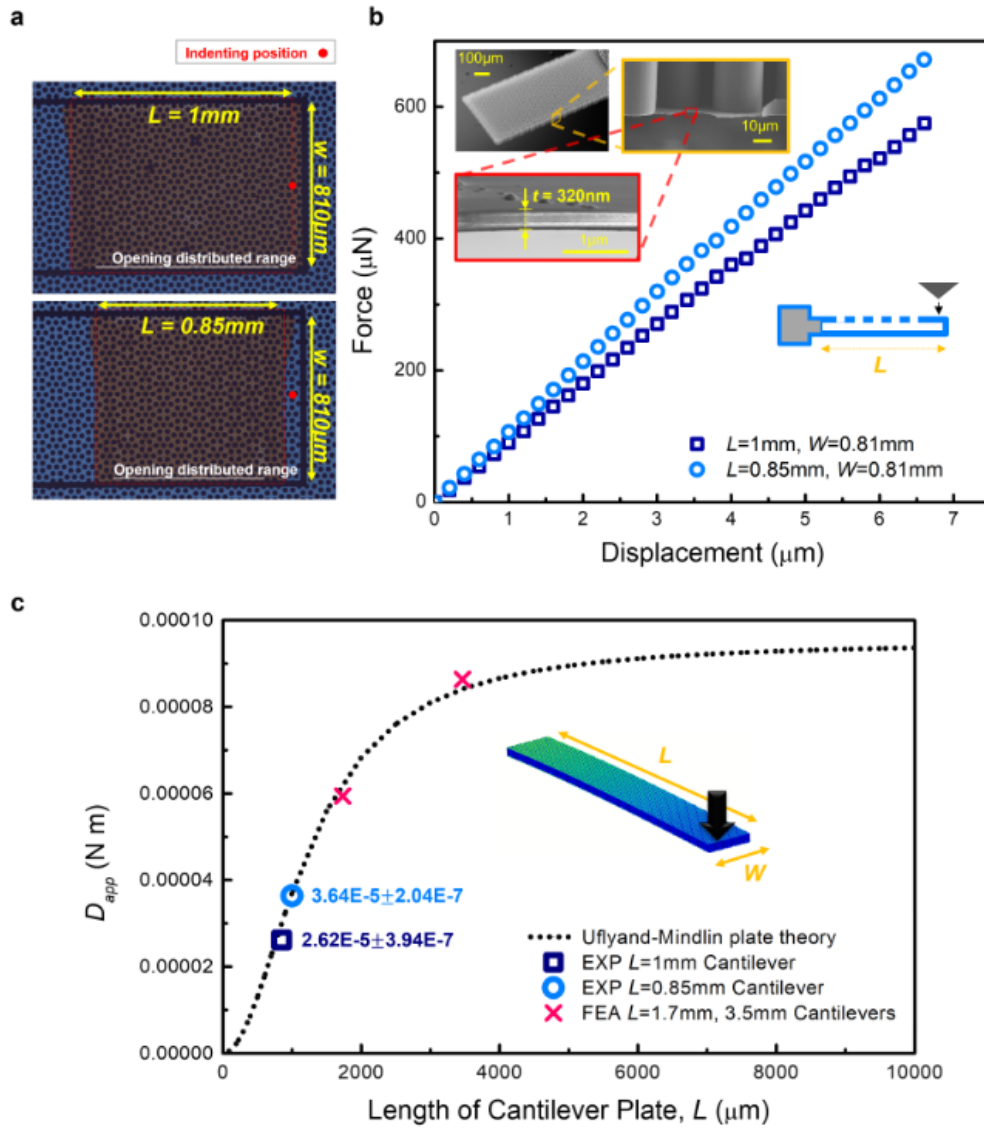 a
Indenting position
L = 1mm
W = 810μm
Opening distributed range
L = 0.85mm
W = 810μm
Opening distributed range
b
Force (μN)
600
400
200
0
100μm
10μm
t = 320nm
1μm
L
L=1mm, W=0.81mm
L=0.85mm, W=0.81mm
0 1 2 3 4 5 6 7
Displacement (μm)
c
D_app (N m)
0.00010
0.00008
0.00006
0.00004
0.00002
0.00000
3.64E-5±2.04E-7
2.62E-5±3.94E-7
L
W
Uflyand-Mindlin plate theory
EXP L=1mm Cantilever
EXP L=0.85mm Cantilever
FEA L=1.7mm, 3.5mm Cantilevers
0 2000 4000 6000 8000 10000
Length of Cantilever Plate, L (μm)